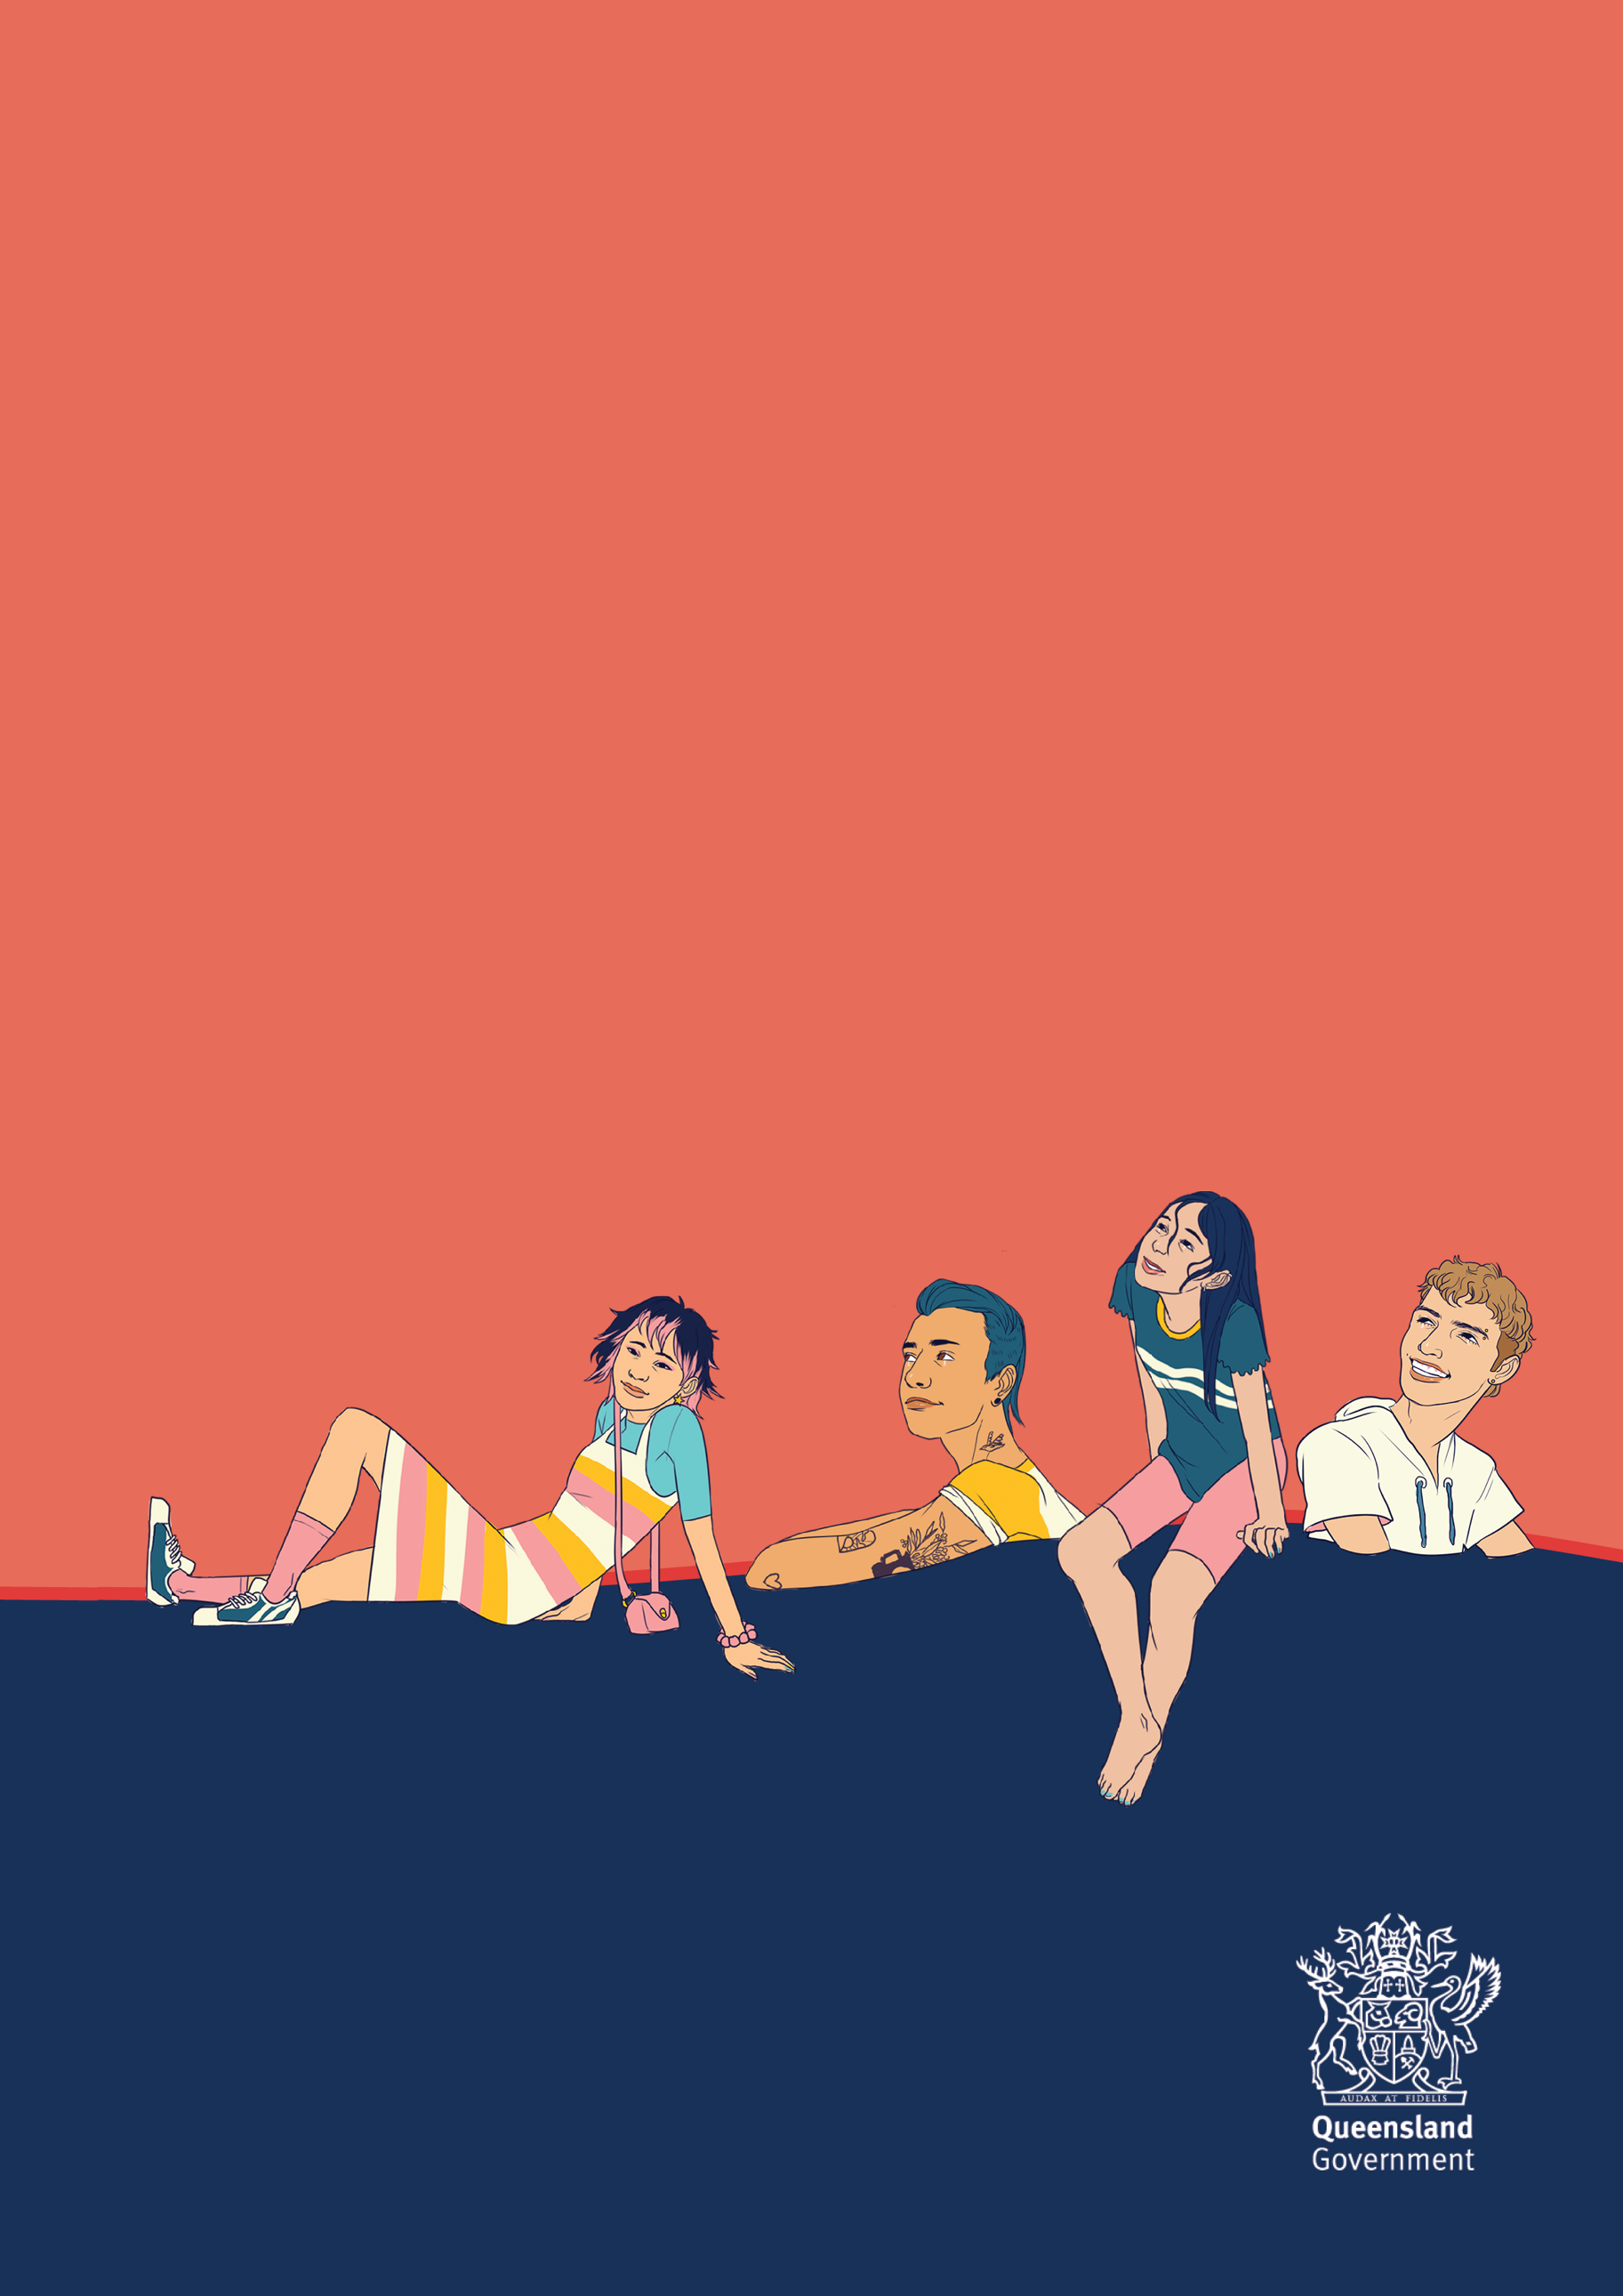 AUDAX AT FIDELIS
Queensland
Government